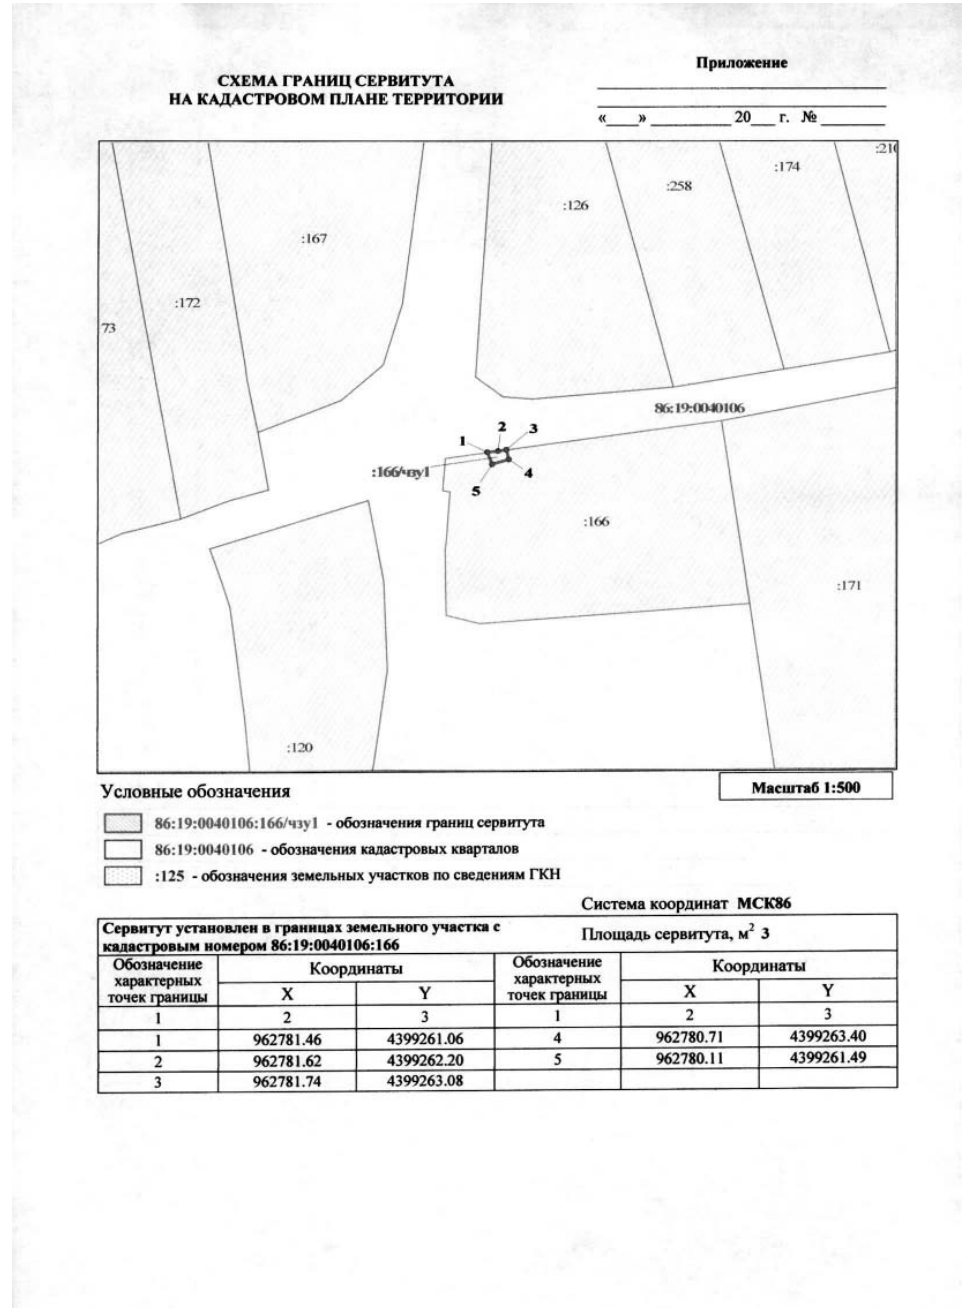 Приложение
СХЕМА ГРАНИЦ СЕРВИТУТА
НА КАДАСТРОВОМ ПЛАНЕ ТЕРРИТОРИИ
«___» __________ 20___ г. № ________
:210
:174
:258
:126
:167
:172
73
86:19:0040106
1 2 3
:166/чзу1
4
5
:166
:171
:120
Условные обозначения
Масштаб 1:500
86:19:0040106:166/чзу1 - обозначения границ сервитута
86:19:0040106 - обозначения кадастровых кварталов
:125 - обозначения земельных участков по сведениям ГКН
Система координат МСК86
Сервитут установлен в границах земельного участка с
кадастровым номером 86:19:0040106:166
Площадь сервитута, м² 3
Обозначение характерных точек границы Координаты Обозначение характерных точек границы Координаты
X Y X Y
1 2 3 1 2 3
1 962781.46 4399261.06 4 962780.71 4399263.40
2 962781.62 4399262.20 5 962780.11 4399261.49
3 962781.74 4399263.08